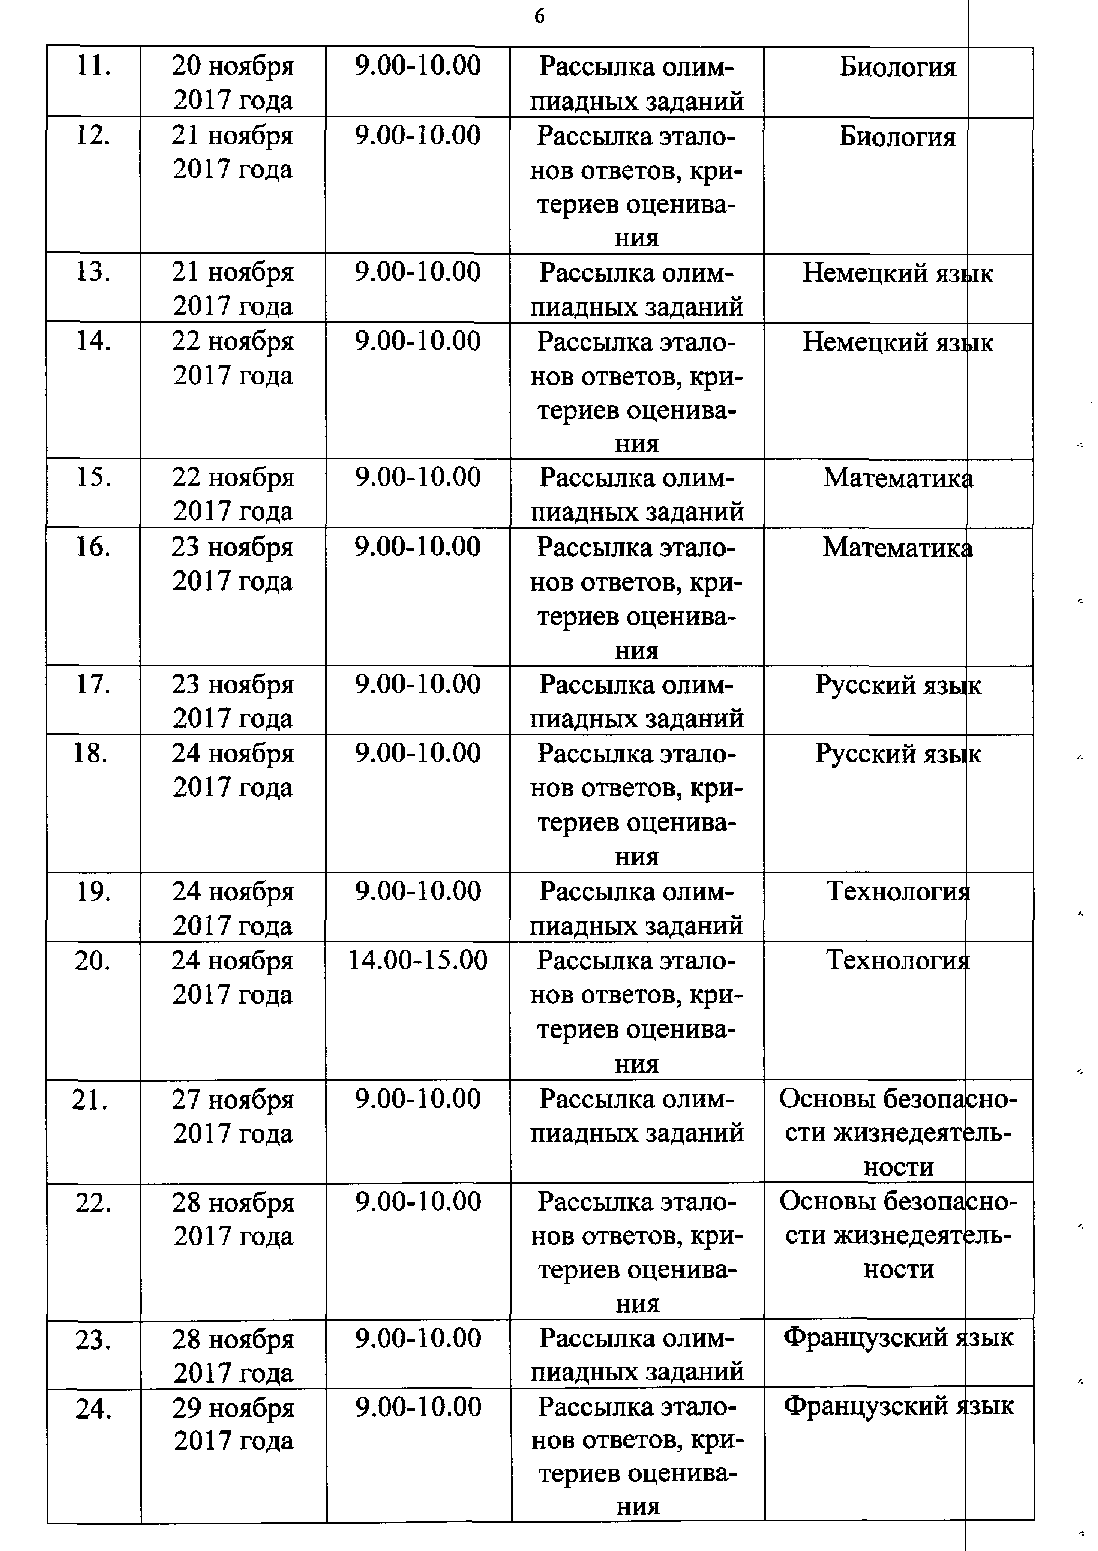 6
11. 20 ноября 9.00-10.00 Рассылка олим- Биология
2017 года пиадных заданий
12. 21 ноября 9.00-10.00 Рассылка этало- Биология
2017 года нов ответов, кри-
териев оценива-
ния
13. 21 ноября 9.00-10.00 Рассылка олим- Немецкий язык
2017 года пиадных заданий
14. 22 ноября 9.00-10.00 Рассылка этало- Немецкий язык
2017 года нов ответов, кри-
териев оценива-
ния
15. 22 ноября 9.00-10.00 Рассылка олим- Математика
2017 года пиадных заданий
16. 23 ноября 9.00-10.00 Рассылка этало- Математика
2017 года нов ответов, кри-
териев оценива-
ния
17. 23 ноября 9.00-10.00 Рассылка олим- Русский язык
2017 года пиадных заданий
18. 24 ноября 9.00-10.00 Рассылка этало- Русский язык
2017 года нов ответов, кри-
териев оценива-
ния
19. 24 ноября 9.00-10.00 Рассылка олим- Технология
2017 года пиадных заданий
20. 24 ноября 14.00-15.00 Рассылка этало- Технология
2017 года нов ответов, кри-
териев оценива-
ния
21. 27 ноября 9.00-10.00 Рассылка олим- Основы безопасно-
2017 года пиадных заданий сти жизнедеятель-
ности
22. 28 ноября 9.00-10.00 Рассылка этало- Основы безопасно-
2017 года нов ответов, кри- сти жизнедеятель-
териев оценива- ности
ния
23. 28 ноября 9.00-10.00 Рассылка олим- Французский язык
2017 года пиадных заданий
24. 29 ноября 9.00-10.00 Рассылка этало- Французский язык
2017 года нов ответов, кри-
териев оценива-
ния